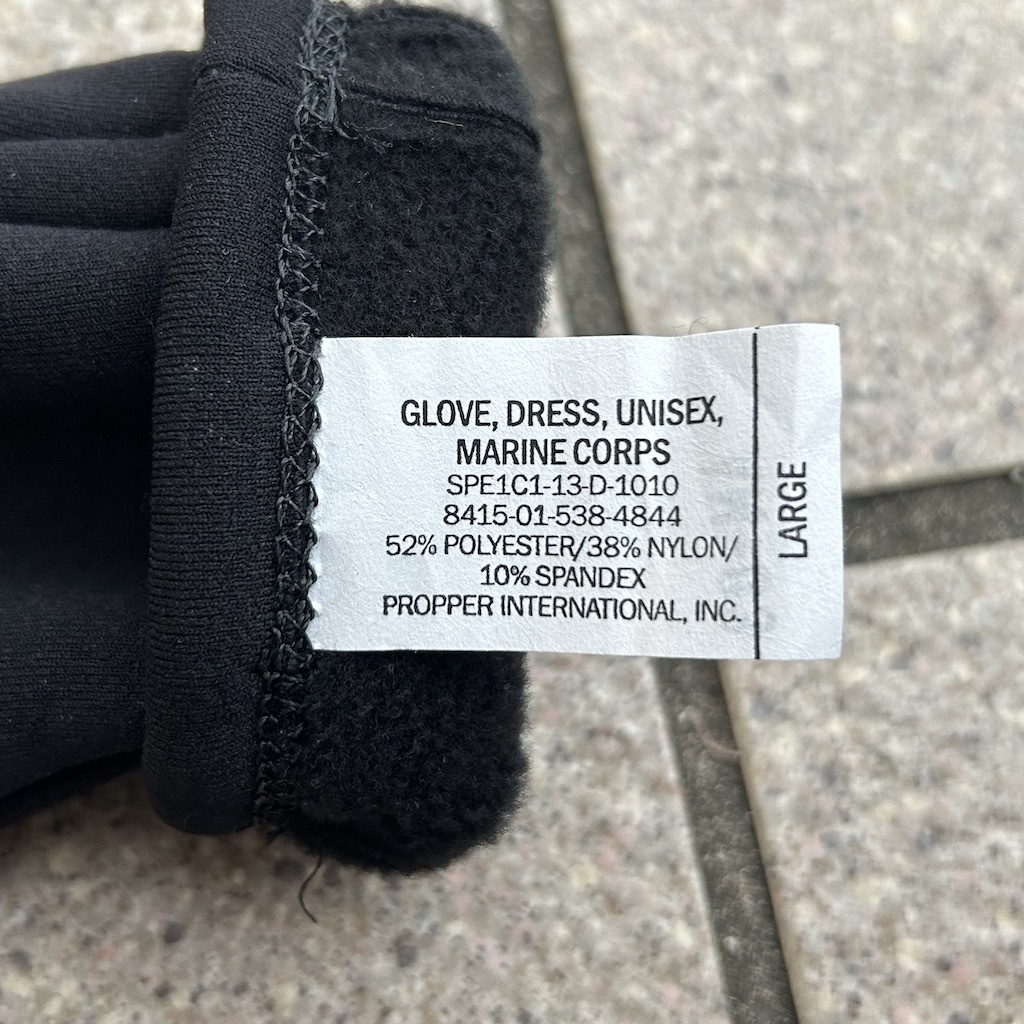 GLOVE, DRESS, UNISEX,
MARINE CORPS
SPE1C1-13-D-1010
8415-01-538-4844
52% POLYESTER/38% NYLON/
10% SPANDEX
PROPPER INTERNATIONAL, INC.
LARGE